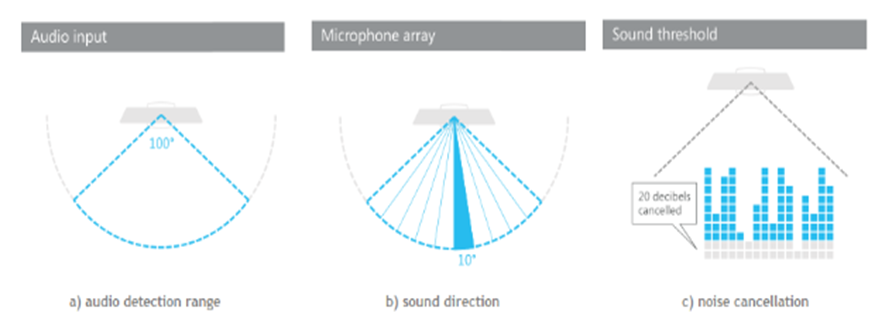 Audio input
Microphone array
Sound threshold
100°
10°
20 decibels
cancelled
a) audio detection range
b) sound direction
c) noise cancellation